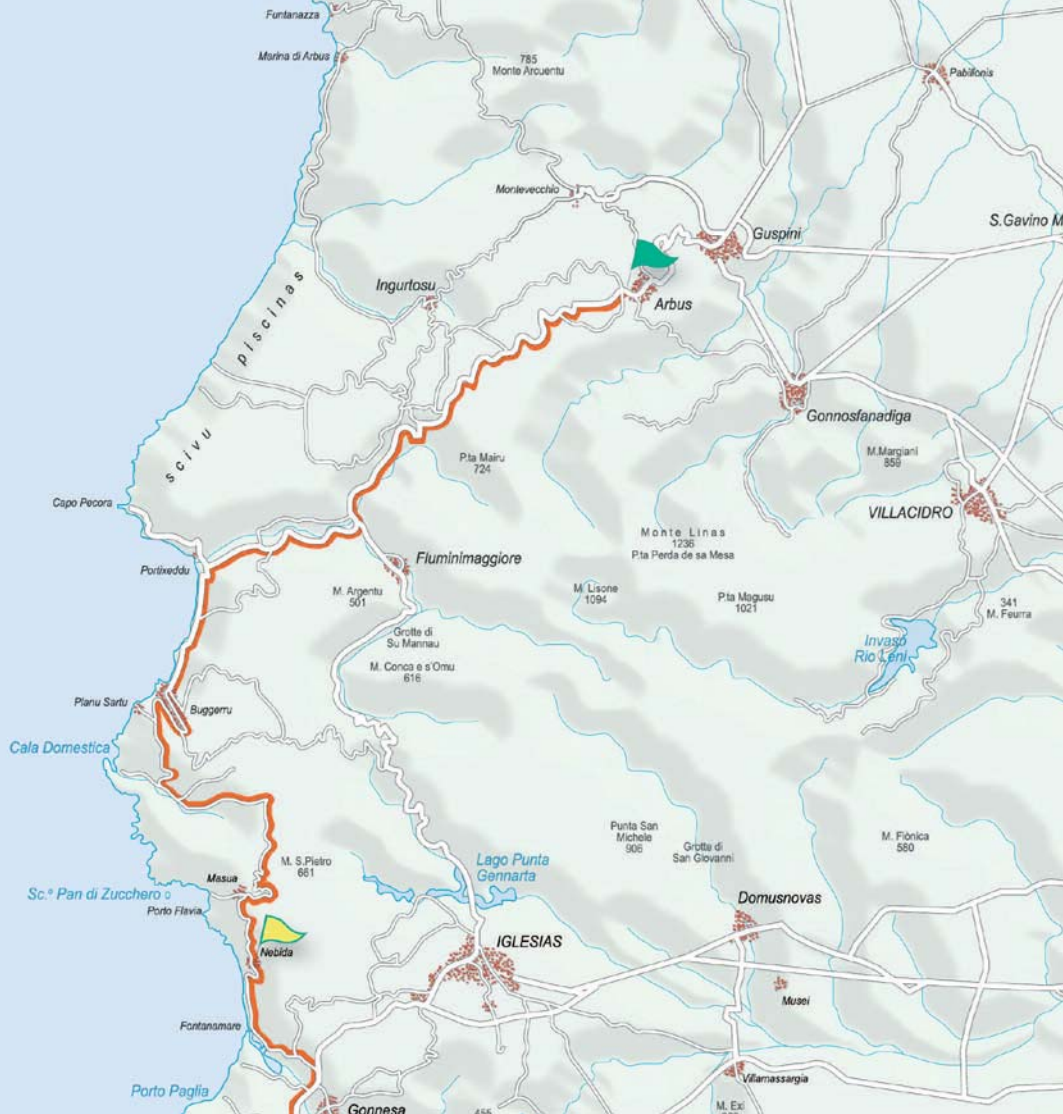 Funtanazza
Marina di Arbus
785
Monte Arcuentu
Pabillonis
Montevecchio
Guspini
S.Gavino M
Ingurtosu
Arbus
piscinas
scivu
Gonnosfanadiga
P.ta Mairu
724
M.Margiani
859
Capo Pecora
VILLACIDRO
Monte Linas
1236
P.ta Perda de sa Mesa
Portixeddu
Fluminimaggiore
M. Argentu
501
M. Lisone
1094
P.ta Magusu
1021
341
M. Feurra
Grotte di
Su Mannau
Invaso
Rio Leni
M. Conca e s'Omu
616
Planu Sartu
Buggerru
Cala Domestica
Punta San
Michele
906
Grotte di
San Giovanni
M. Fiònica
580
M. S.Pietro
661
Lago Punta
Gennarta
Masua
Sc.° Pan di Zucchero
Porto Flavia
Domusnovas
IGLESIAS
Nebida
Musei
Fontanamare
Villamassargia
Porto Paglia
Gonnesa
455
M. Exi